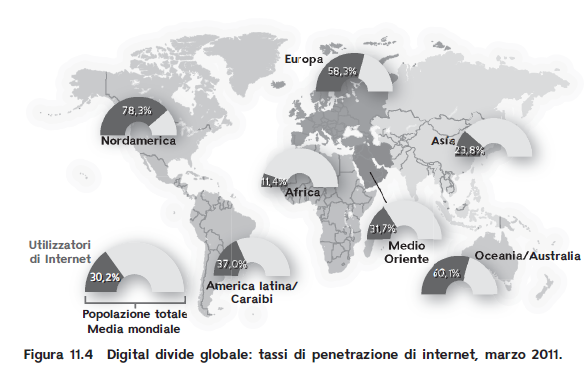 Europa
58,3%
78,3%
Nordamerica
Asia
23,8%
11,4%
Africa
31,7%
Medio
Oriente
Utilizzatori
di Internet
30,2%
Popolazione totale
Media mondiale
37,0%
America latina/
Caraibi
Oceania/Australia
60,1%
Figura 11.4 Digital divide globale: tassi di penetrazione di internet, marzo 2011.